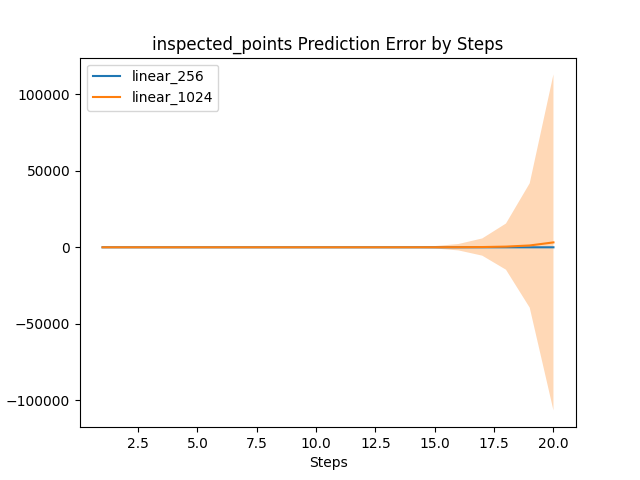 inspected_points Prediction Error by Steps
linear_256
linear_1024
100000
50000
0
−50000
−100000
2.5 5.0 7.5 10.0 12.5 15.0 17.5 20.0
Steps